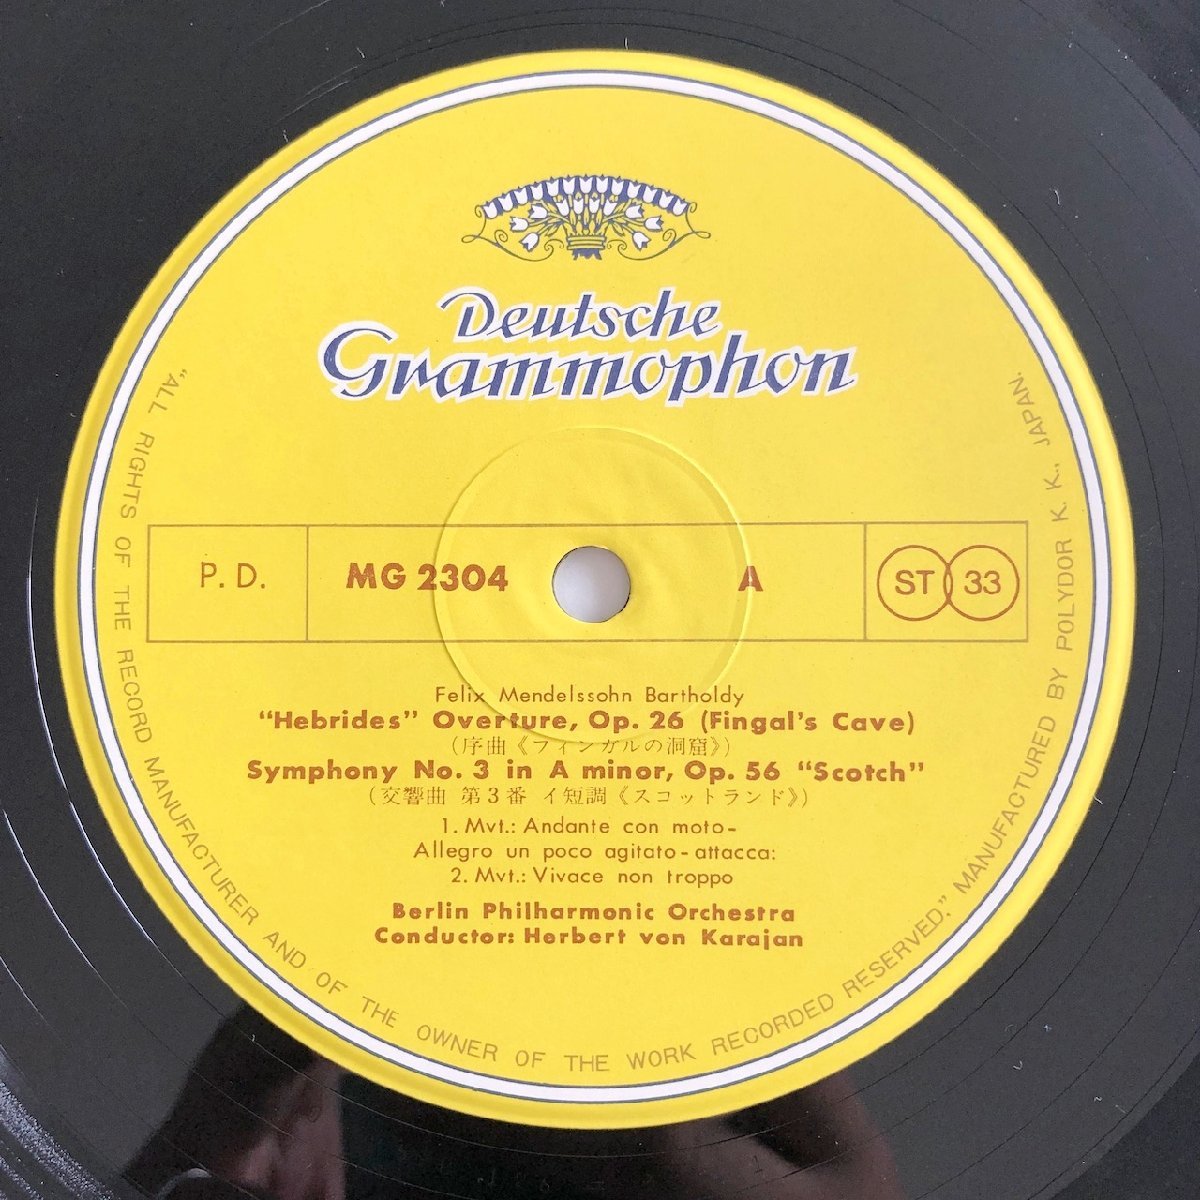 Deutsche
Grammophon
P. D.
MG 2304
A
ST 33
Felix Mendelssohn Bartholdy
"Hebrides" Overture, Op. 26 (Fingal's Cave)
(序曲《フィンガルの洞窟》)
Symphony No. 3 in A minor, Op. 56 "Scotch"
(交響曲 第3番 イ短調《スコットランド》)
1. Mvt.: Andante con moto-
Allegro un poco agitato-attacca:
2. Mvt.: Vivace non troppo
Berlin Philharmonic Orchestra
Conductor: Herbert von Karajan
"ALL RIGHTS OF THE RECORD MANUFACTURER AND OF THE OWNER OF THE WORK RECORDED RESERVED." MANUFACTURED BY POLYDOR K. K., JAPAN.